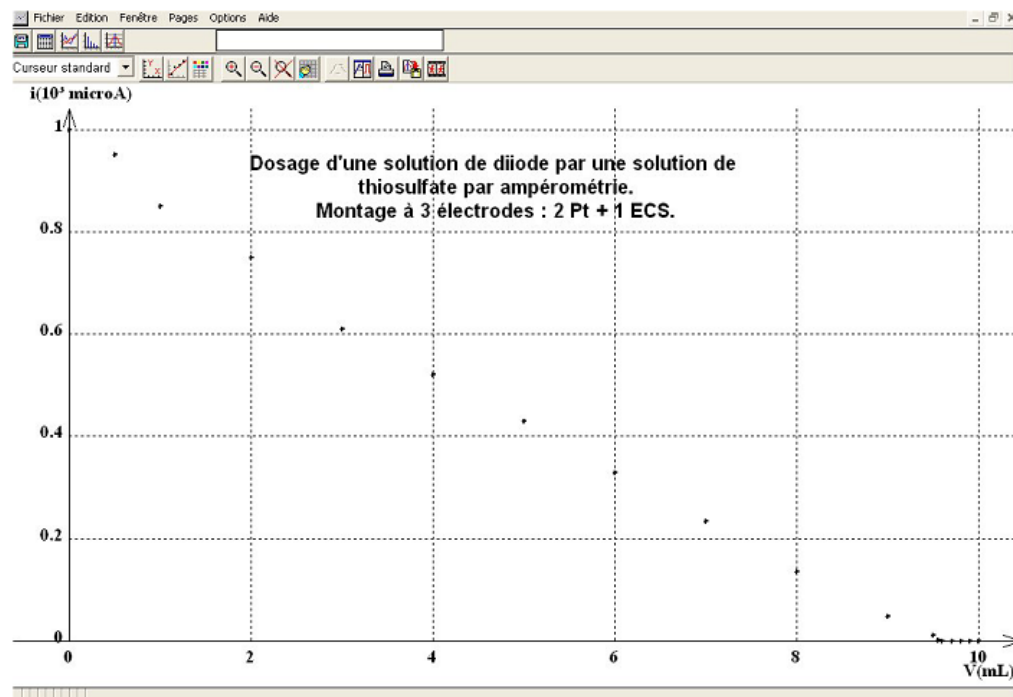 Fichier Edition Fenêtre Pages Options Aide
Curseur standard
i(10³ microA)
1
Dosage d'une solution de diiode par une solution de
thiosulfate par ampérométrie.
Montage à 3 électrodes : 2 Pt + 1 ECS.
0.8
0.6
0.4
0.2
0
0 2 4 6 8 10
V(mL)